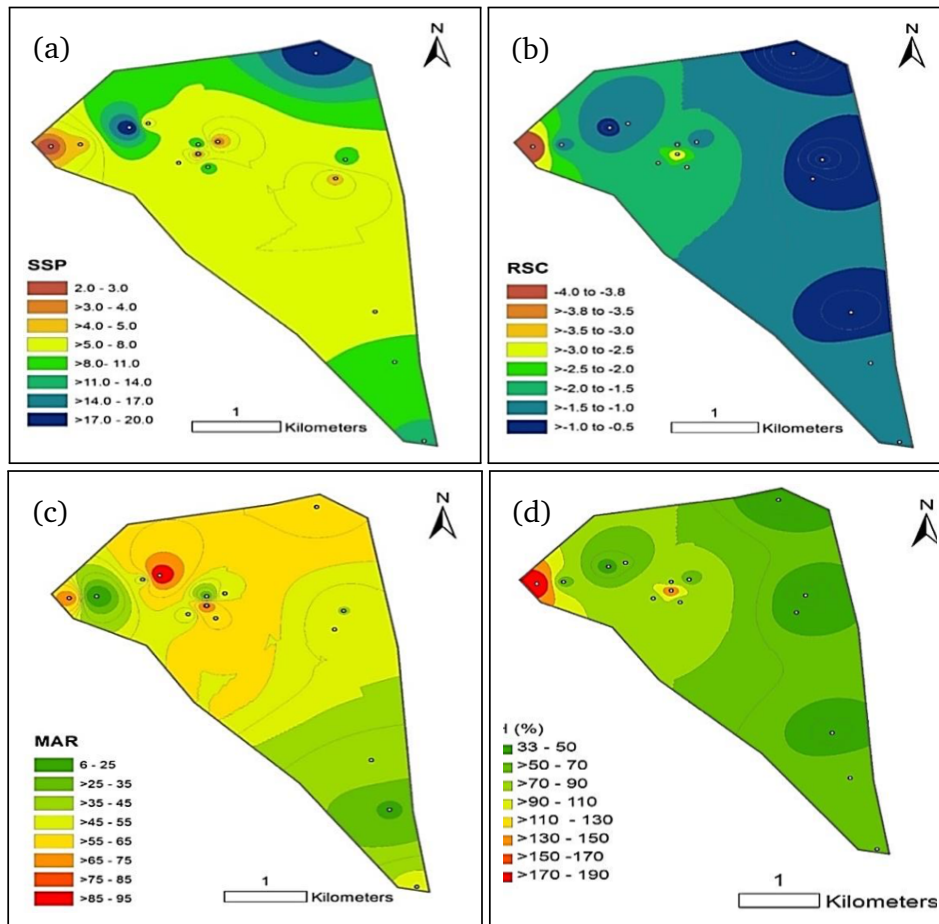 (a)
N
SSP
2.0 - 3.0
>3.0 - 4.0
>4.0 - 5.0
>5.0 - 8.0
>8.0- 11.0
>11.0 - 14.0
>14.0 - 17.0
>17.0 - 20.0
1
Kilometers
(b)
N
RSC
-4.0 to -3.8
>-3.8 to -3.5
>-3.5 to -3.0
>-3.0 to -2.5
>-2.5 to -2.0
>-2.0 to -1.5
>-1.5 to -1.0
>-1.0 to -0.5
1
Kilometers
(c)
N
MAR
6 - 25
>25 - 35
>35 - 45
>45 - 55
>55 - 65
>65 - 75
>75 - 85
>85 - 95
1
Kilometers
(d)
N
(%)
33 - 50
>50 - 70
>70 - 90
>90 - 110
>110 - 130
>130 - 150
>150 -170
>170 - 190
1
Kilometers